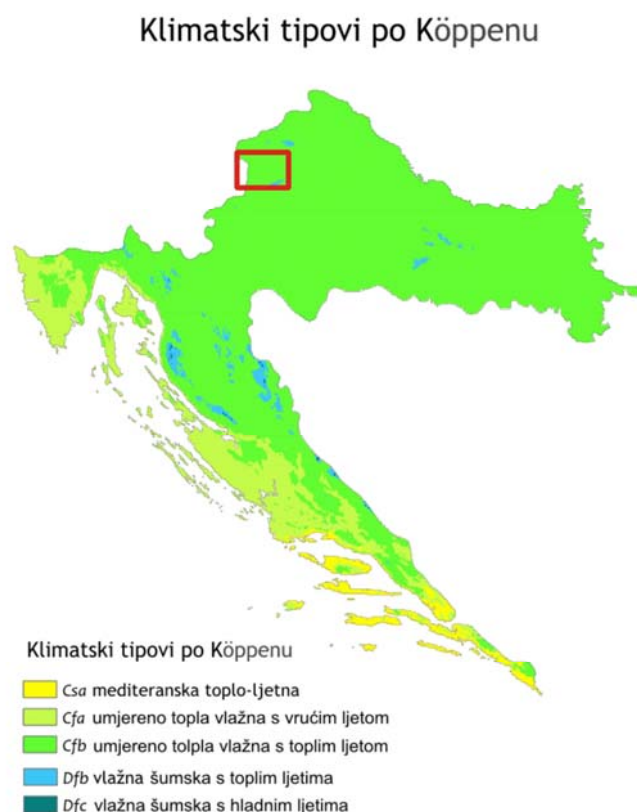 Klimatski tipovi po Köppenu
Klimatski tipovi po Köppenu
Csa mediteranska toplo-ljetna
Cfa umjereno topla vlažna s vrućim ljetom
Cfb umjereno tolpla vlažna s toplim ljetom
Dfb vlažna šumska s toplim ljetima
Dfc vlažna šumska s hladnim ljetima